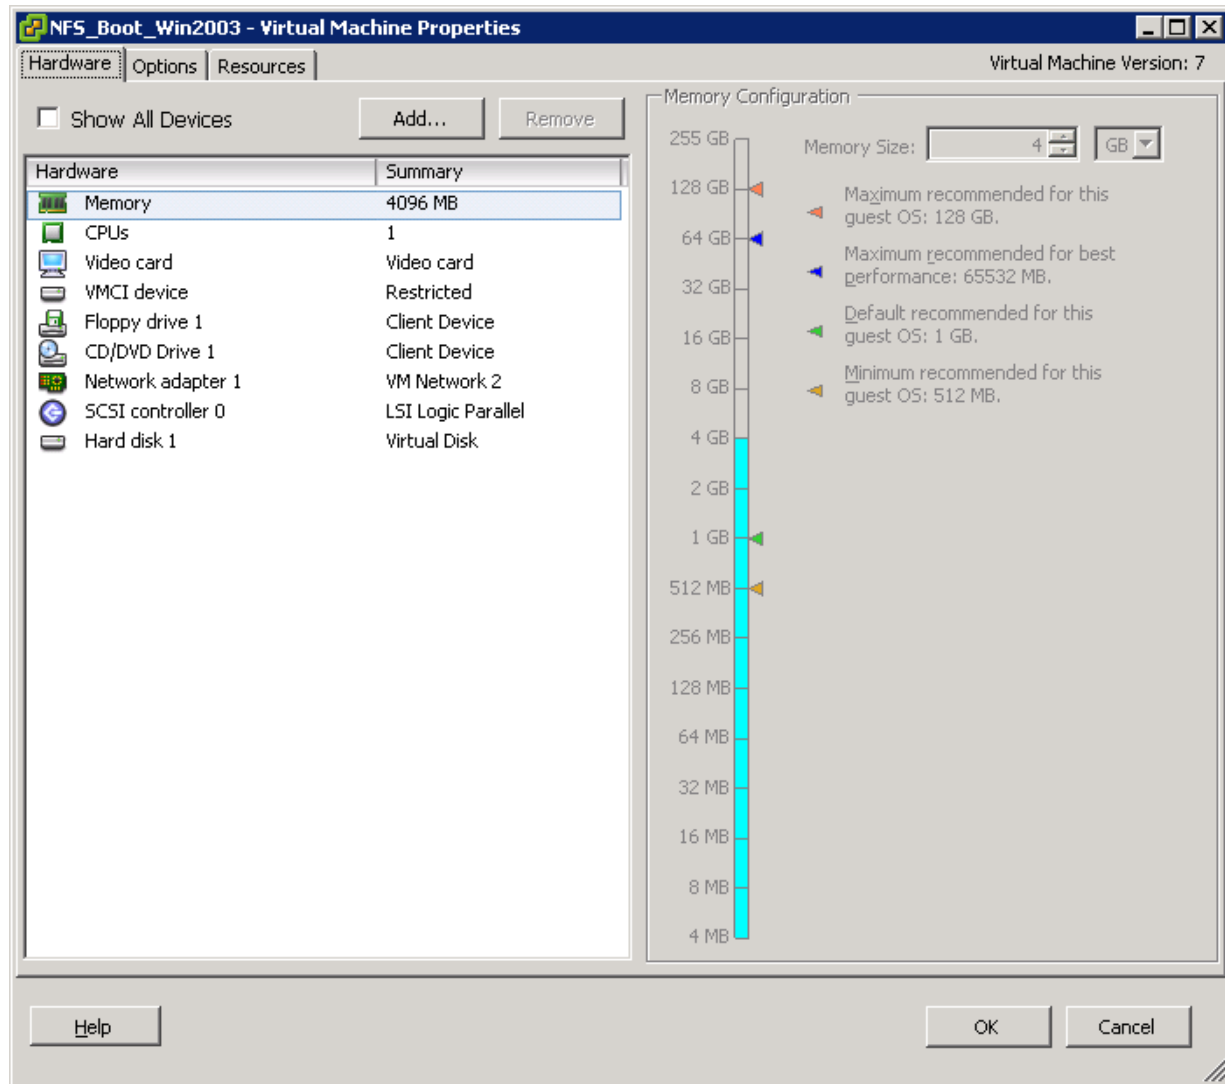 NFS_Boot_Win2003 - Virtual Machine Properties
Hardware Options Resources Virtual Machine Version: 7
Show All Devices Add... Remove
Hardware Summary
Memory 4096 MB
CPUs 1
Video card Video card
VMCI device Restricted
Floppy drive 1 Client Device
CD/DVD Drive 1 Client Device
Network adapter 1 VM Network 2
SCSI controller 0 LSI Logic Parallel
Hard disk 1 Virtual Disk
Memory Configuration
Memory Size: 4 GB
255 GB
128 GB
64 GB
32 GB
16 GB
8 GB
4 GB
2 GB
1 GB
512 MB
256 MB
128 MB
64 MB
32 MB
16 MB
8 MB
4 MB
Maximum recommended for this
guest OS: 128 GB.
Maximum recommended for best
performance: 65532 MB.
Default recommended for this
guest OS: 1 GB.
Minimum recommended for this
guest OS: 512 MB.
Help OK Cancel